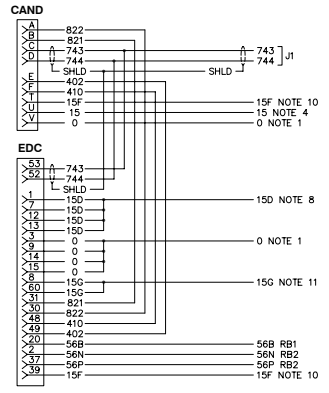 CAND
A 822
B 821
C 743 743
D 744 744 J1
SHLD SHLD
E 402
F 410
T 15F 15F NOTE 10
U 15 15 NOTE 4
V 0 0 NOTE 1
EDC
53 743
52 744
SHLD
1 15D 15D NOTE 8
7 15D
12 15D
13 15D
3 0 0 NOTE 1
9 0
14 0
15 0
8 15G 15G NOTE 11
60 15G
31 821
30 822
48 410
49 402
20 56B 56B RB1
2 56N 56N RB2
37 56P 56P RB2
39 15F 15F NOTE 10